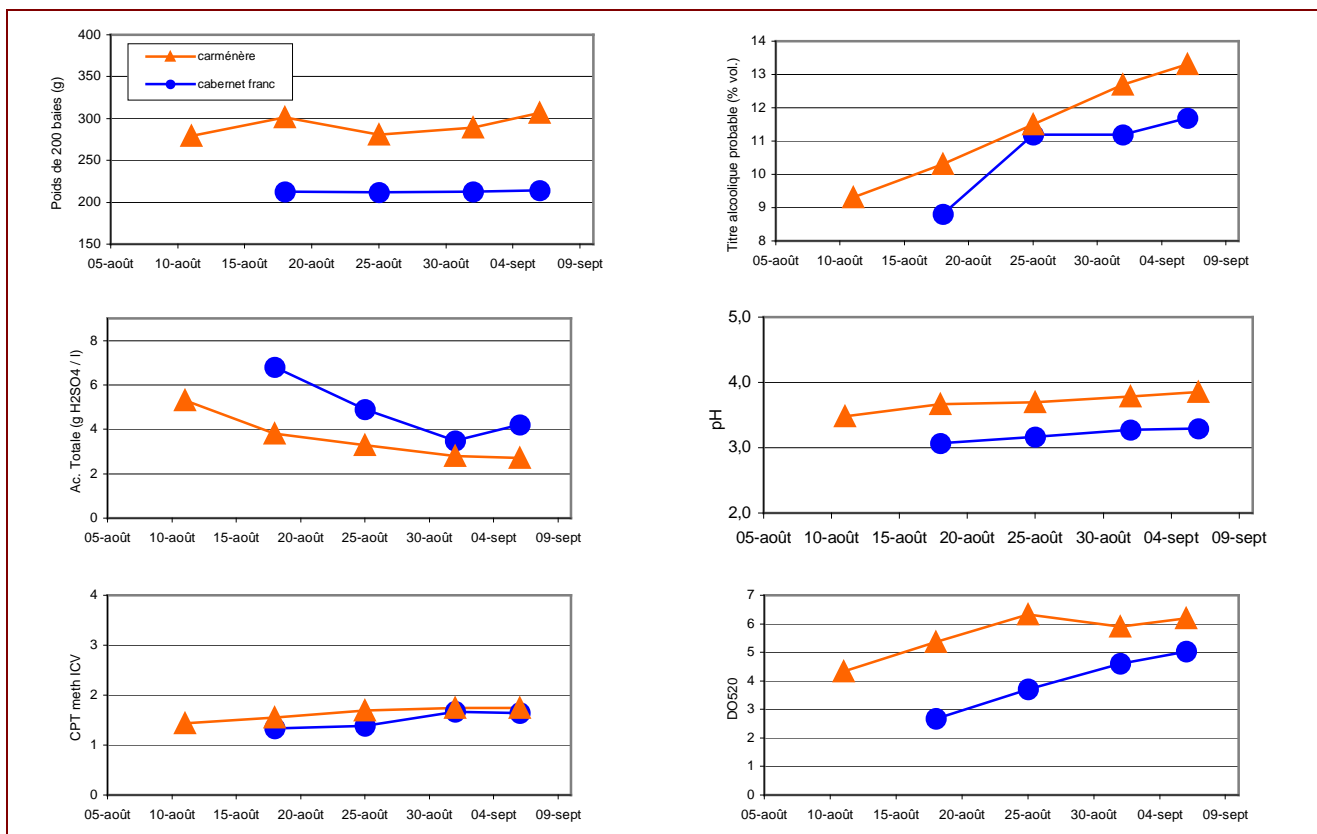 Poids de 200 baies (g)
400
350
300
250
200
150
carménère
cabernet franc
05-août 10-août 15-août 20-août 25-août 30-août 04-sept 09-sept
Titre alcoolique probable (% vol.)
14
13
12
11
10
9
8
05-août 10-août 15-août 20-août 25-août 30-août 04-sept 09-sept
Ac. Totale (g H2SO4 / l)
8
6
4
2
0
05-août 10-août 15-août 20-août 25-août 30-août 04-sept 09-sept
pH
5,0
4,0
3,0
2,0
05-août 10-août 15-août 20-août 25-août 30-août 04-sept 09-sept
CPT meth ICV
4
3
2
1
0
05-août 10-août 15-août 20-août 25-août 30-août 04-sept 09-sept
DO520
7
6
5
4
3
2
1
0
05-août 10-août 15-août 20-août 25-août 30-août 04-sept 09-sept